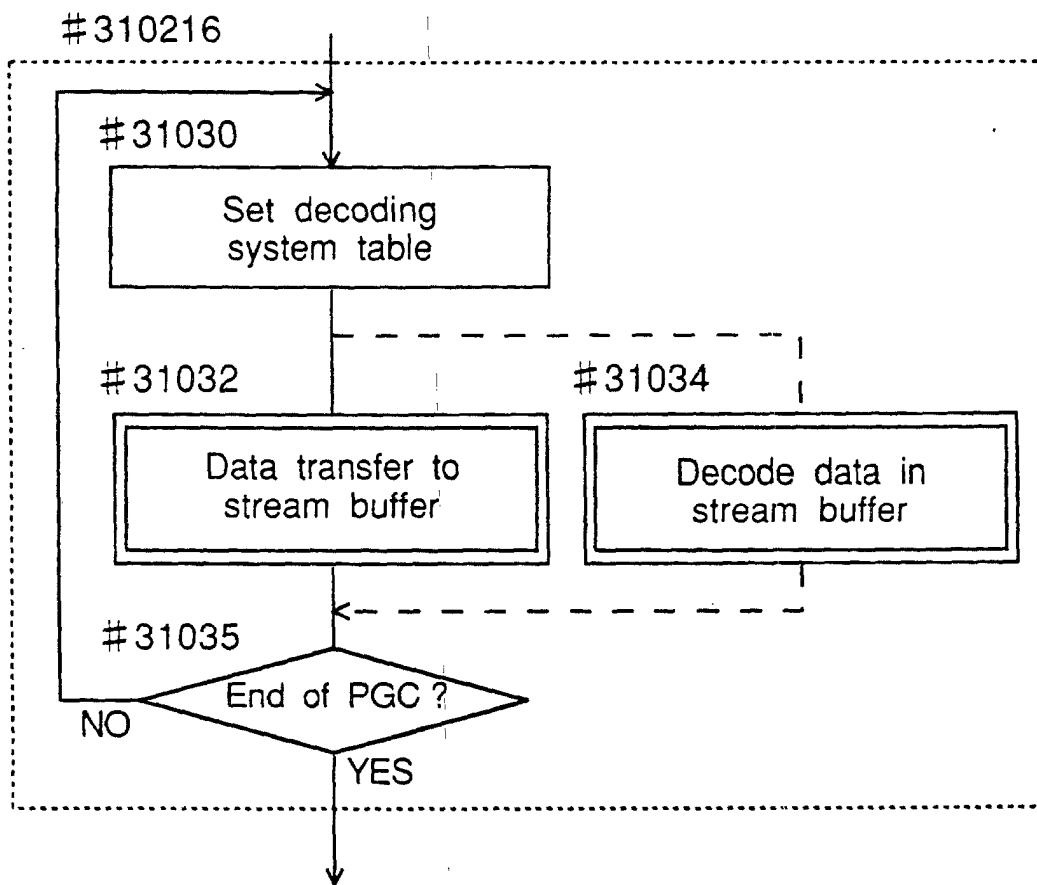 #310216
#31030
Set decoding
system table
#31032
#31034
Data transfer to
stream buffer
Decode data in
stream buffer
#31035
End of PGC?
NO
YES